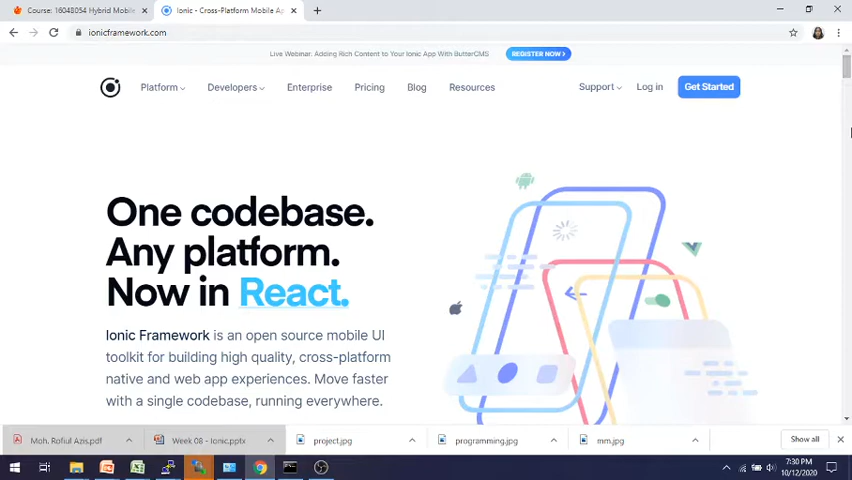 Course: 16048054 Hybrid Mobile
Ionic - Cross-Platform Mobile Ap
ionicframework.com
Live Webinar: Adding Rich Content to Your Ionic App With ButterCMS
REGISTER NOW >
Platform
Developers
Enterprise
Pricing
Blog
Resources
Support
Log in
Get Started
One codebase.
Any platform.
Now in React.
Ionic Framework is an open source mobile UI
toolkit for building high quality, cross-platform
native and web app experiences. Move faster
with a single codebase, running everywhere.
Moh. Rofiul Azis.pdf
Week 08 - Ionic.pptx
project.jpg
programming.jpg
mm.jpg
Show all
7:30 PM
10/12/2020